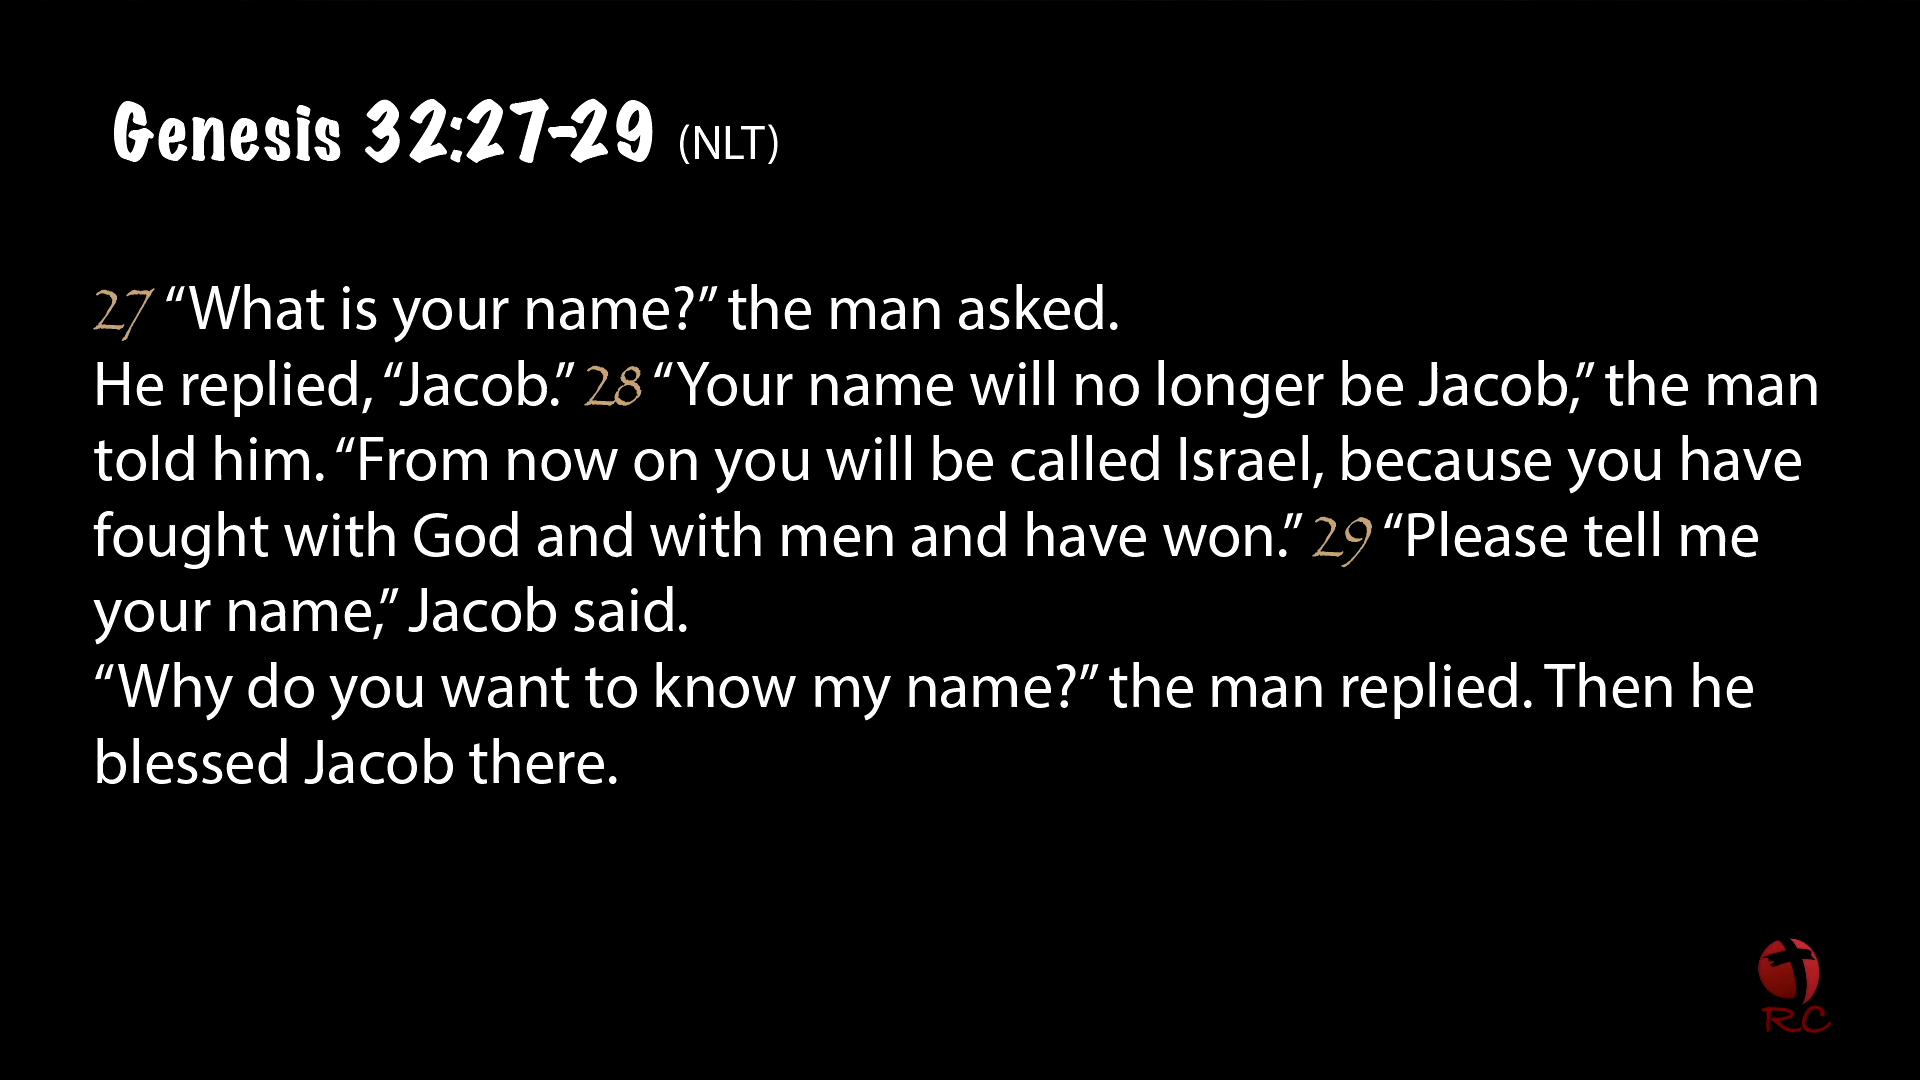 Genesis 32:27-29 (NLT)
27 “What is your name?” the man asked.
He replied, “Jacob.” 28 “Your name will no longer be Jacob,” the man
told him. “From now on you will be called Israel, because you have
fought with God and with men and have won.” 29 “Please tell me
your name,” Jacob said.
“Why do you want to know my name?” the man replied. Then he
blessed Jacob there.
RC